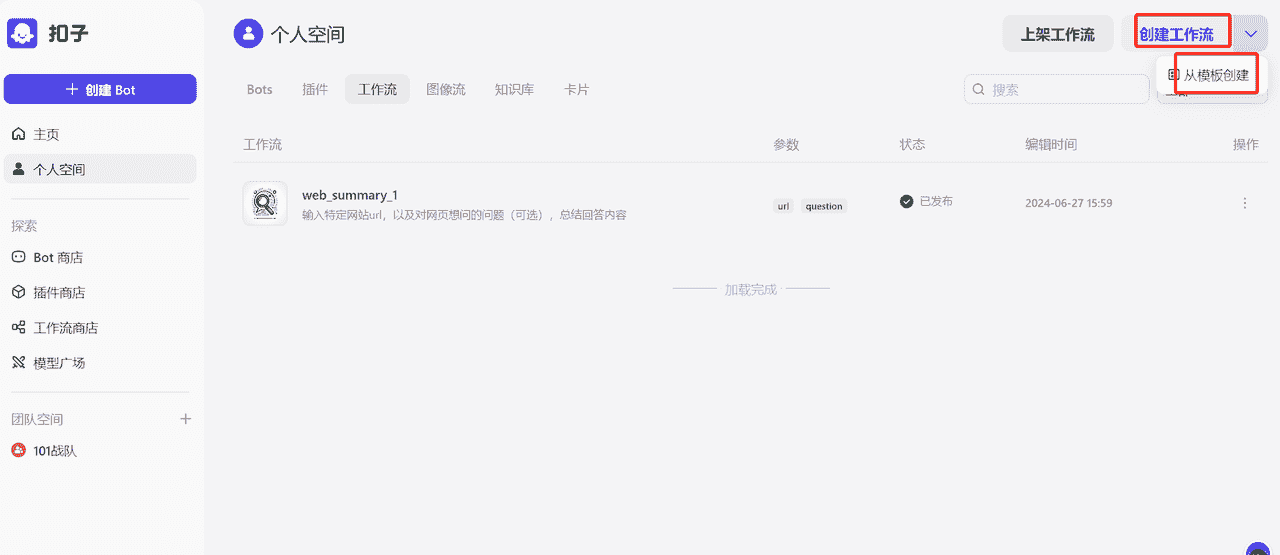 扣子
创建 Bot
主页
个人空间
探索
Bot 商店
插件商店
工作流商店
模型广场
团队空间
101战队
个人空间
上架工作流
创建工作流
从模板创建
Bots 插件 工作流 图像流 知识库 卡片
搜索
工作流 参数 状态 编辑时间 操作
web_summary_1
输入特定网站url，以及对网页想问的问题（可选），总结回答内容
url question
已发布
2024-06-27 15:59
加载完成